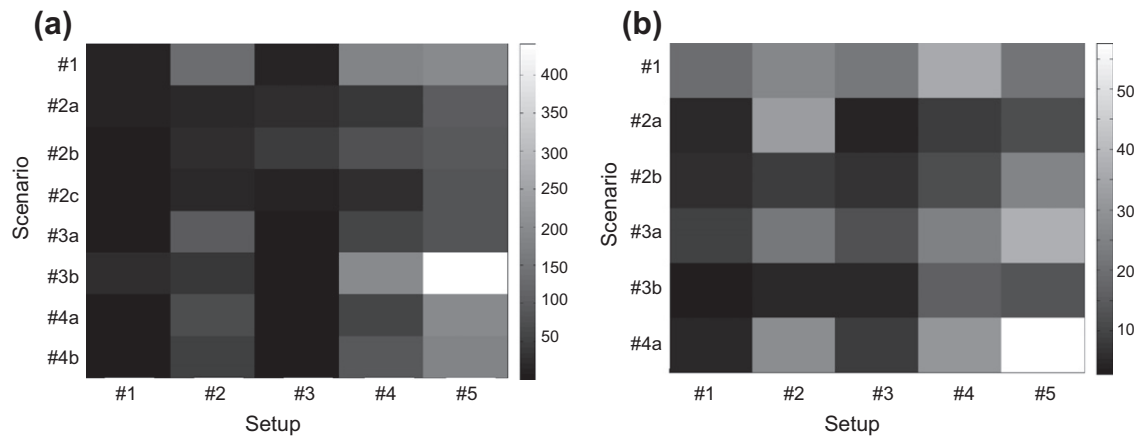 (a)
#1
#2a
#2b
#2c
#3a
#3b
#4a
#4b
Scenario
#1 #2 #3 #4 #5
Setup
400
350
300
250
200
150
100
50
(b)
#1
#2a
#2b
#3a
#3b
#4a
Scenario
#1 #2 #3 #4 #5
Setup
50
40
30
20
10